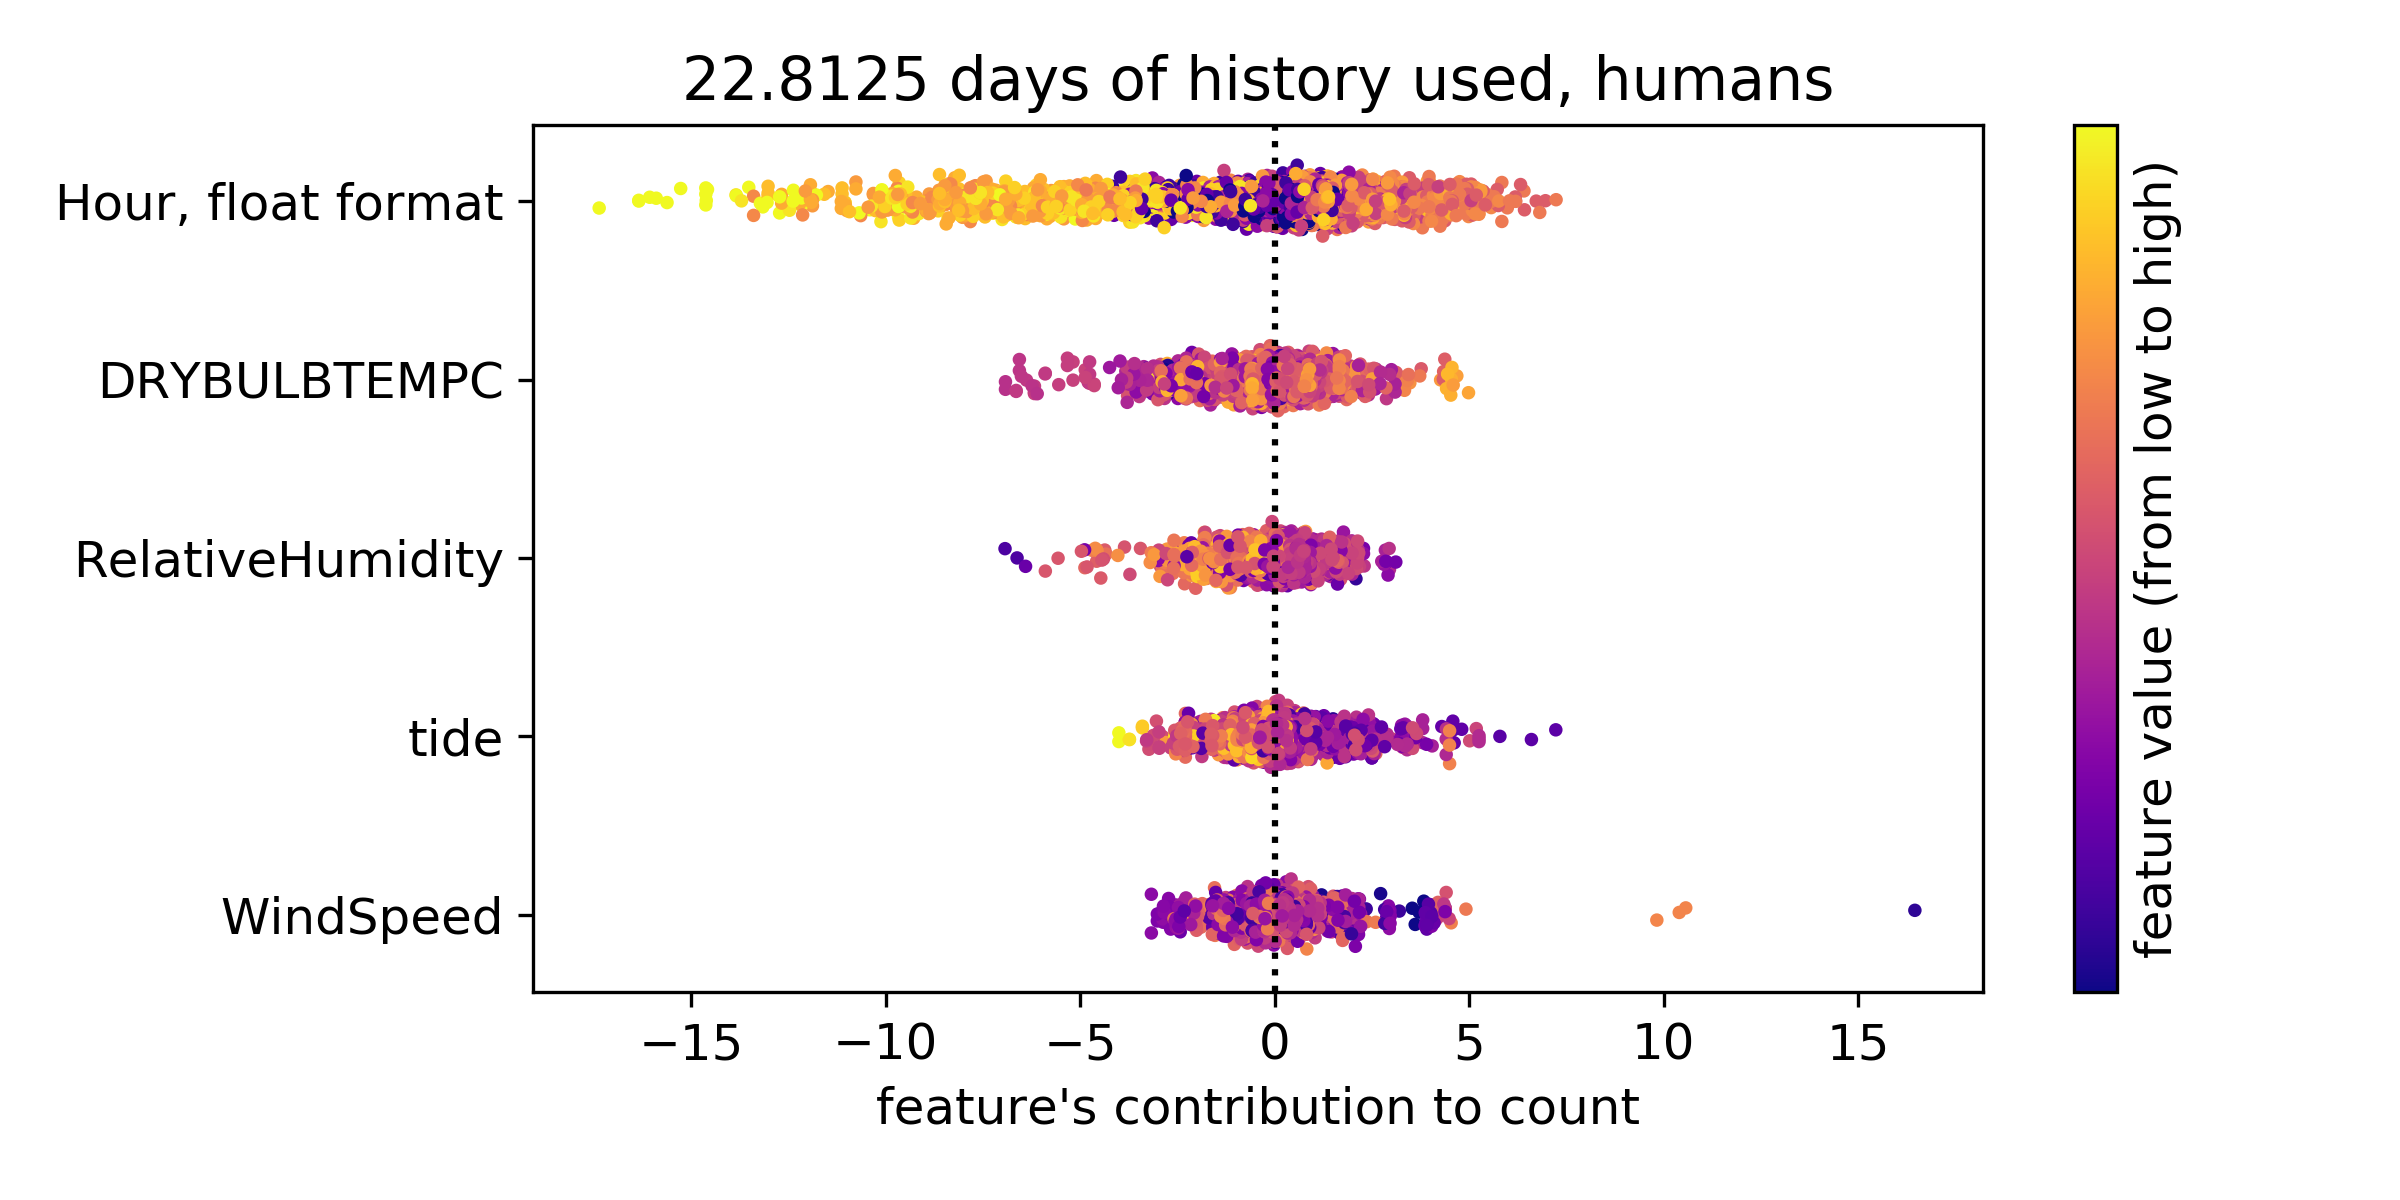 22.8125 days of history used, humans
Hour, float format
DRYBULBTEMPC
RelativeHumidity
tide
WindSpeed
−15 −10 −5 0 5 10 15
feature's contribution to count
feature value (from low to high)